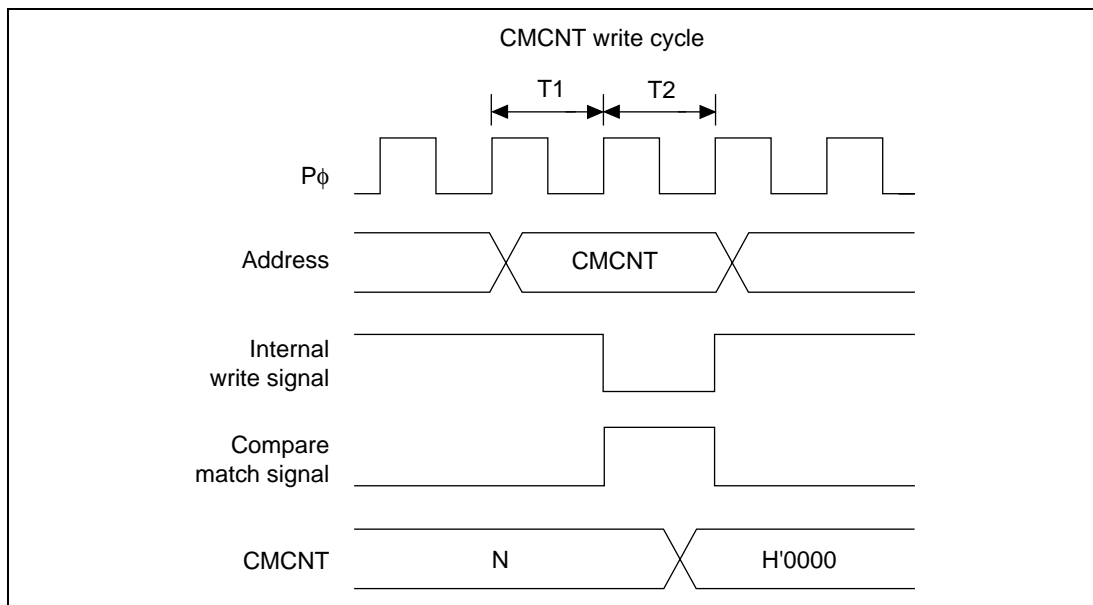 CMCNT write cycle
T1 T2
Pϕ
Address CMCNT
Internal
write signal
Compare
match signal
CMCNT N H'0000